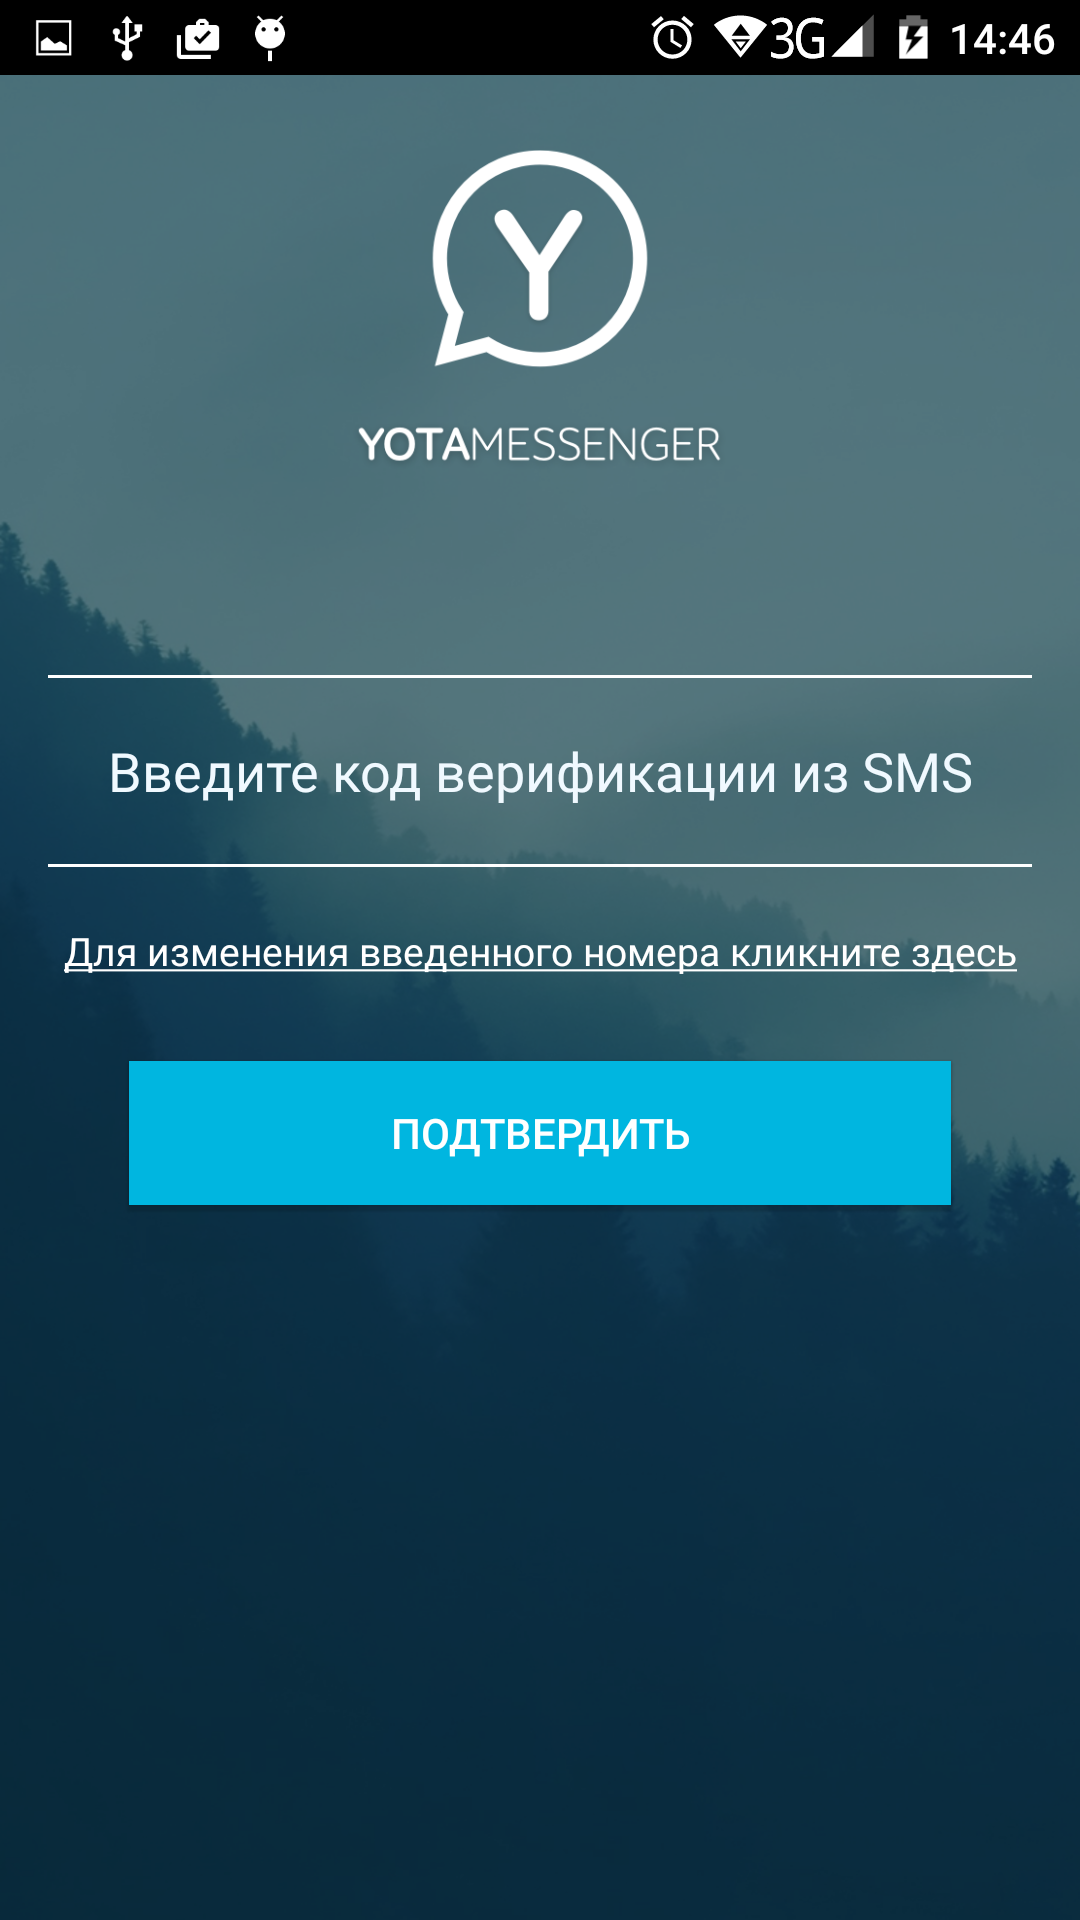 3G 14:46
Y
YOTAMESSENGER
Введите код верификации из SMS
Для изменения введенного номера кликните здесь
ПОДТВЕРДИТЬ